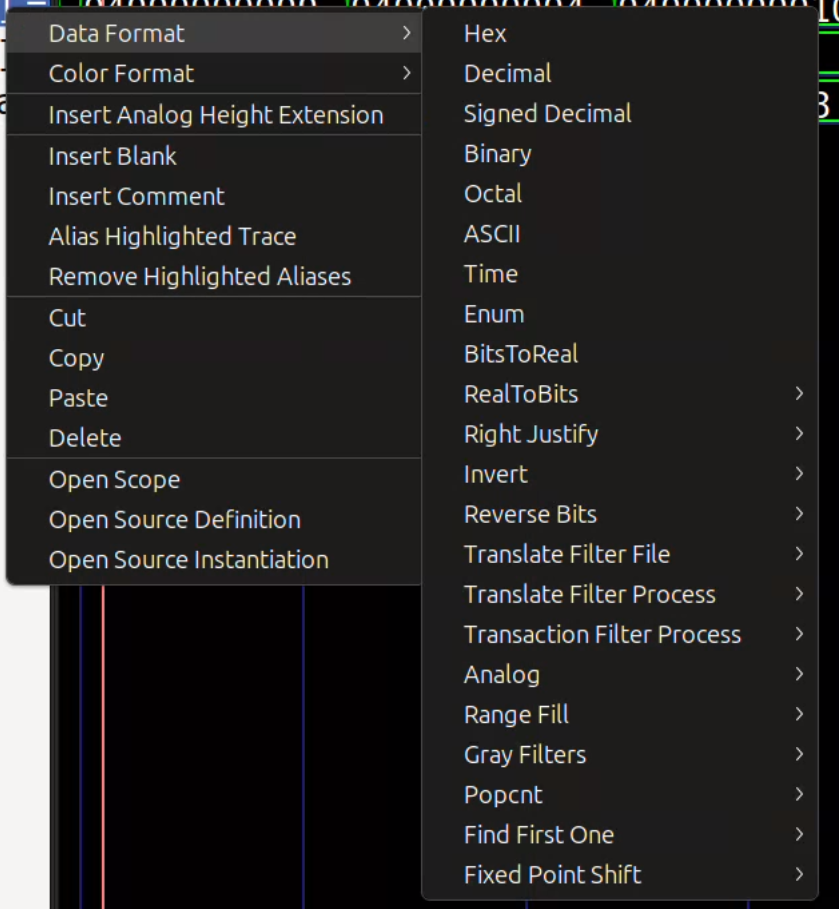 Data Format
Color Format
Insert Analog Height Extension
Insert Blank
Insert Comment
Alias Highlighted Trace
Remove Highlighted Aliases
Cut
Copy
Paste
Delete
Open Scope
Open Source Definition
Open Source Instantiation
Hex
Decimal
Signed Decimal
Binary
Octal
ASCII
Time
Enum
BitsToReal
RealToBits
Right Justify
Invert
Reverse Bits
Translate Filter File
Translate Filter Process
Transaction Filter Process
Analog
Range Fill
Gray Filters
Popcnt
Find First One
Fixed Point Shift